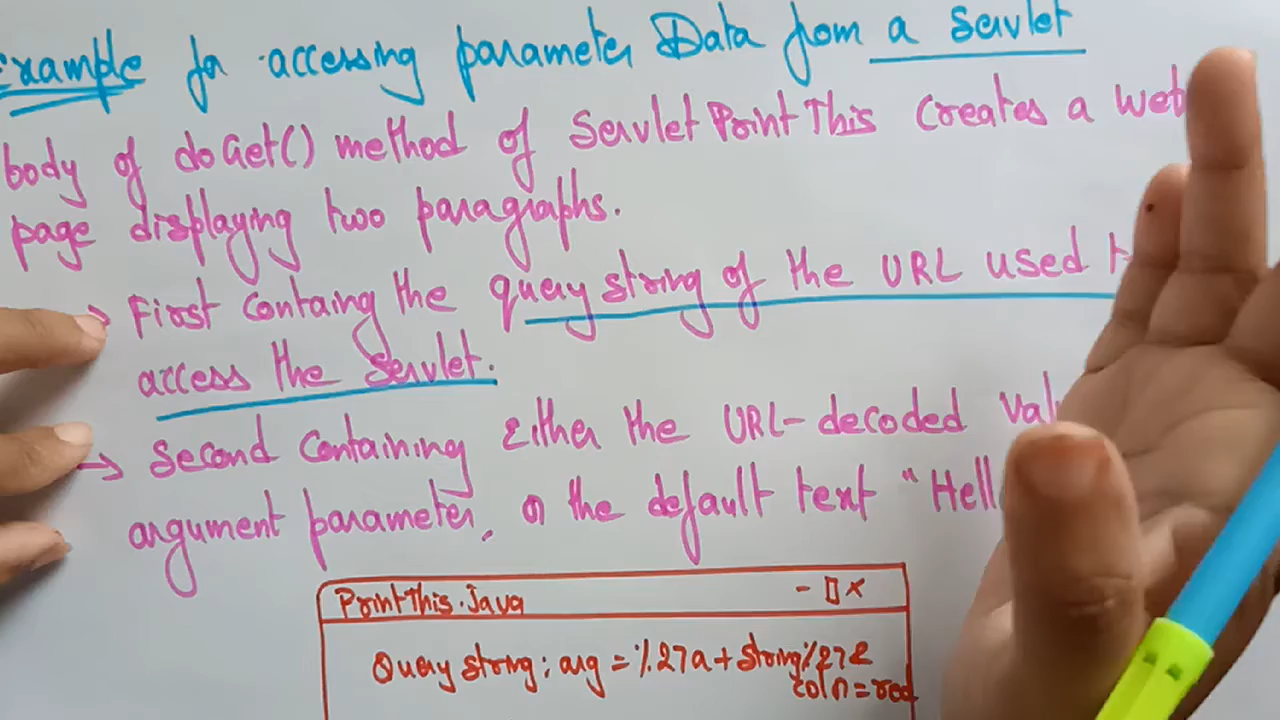 Example for accessing parameter Data from a Servlet
body of doGet() method of Servlet PrintThis creates a web
page displaying two paragraphs.
→ First containg the query string of the URL used
access the Servlet.
→ Second containing Either the URL-decoded
argument parameter, or the default text "Hell
PrintThis.Java - □ x
Query string: arg = %27a+string%27&
color=red